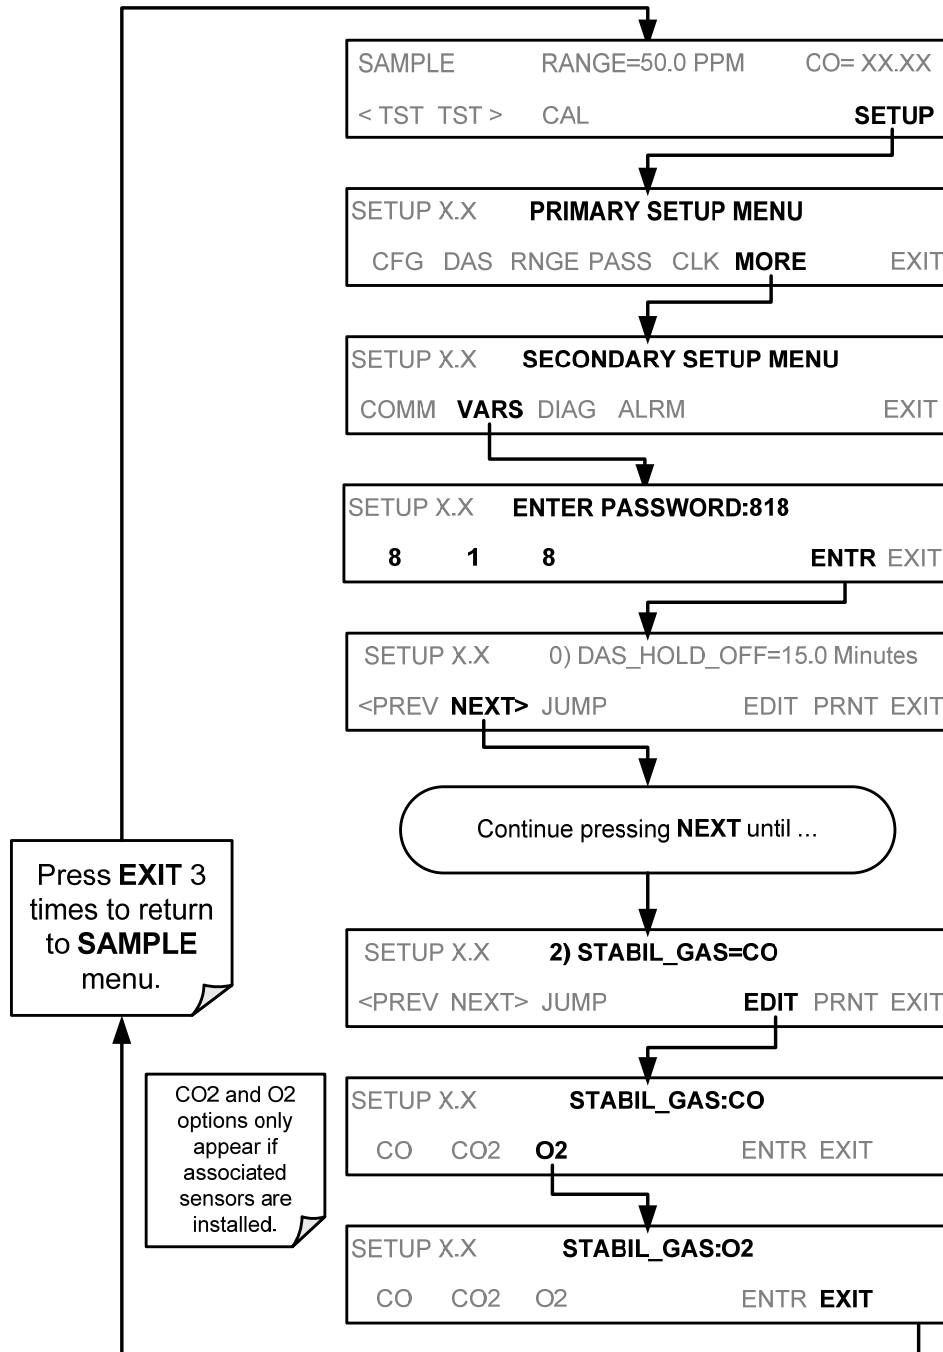 SAMPLE RANGE=50.0 PPM CO= XX.XX
< TST TST > CAL SETUP
SETUP X.X PRIMARY SETUP MENU
CFG DAS RNGE PASS CLK MORE EXIT
SETUP X.X SECONDARY SETUP MENU
COMM VARS DIAG ALRM EXIT
SETUP X.X ENTER PASSWORD:818
8 1 8 ENTR EXIT
SETUP X.X 0) DAS_HOLD_OFF=15.0 Minutes
<PREV NEXT> JUMP EDIT PRNT EXIT
Continue pressing NEXT until ...
Press EXIT 3
times to return
to SAMPLE
menu.
SETUP X.X 2) STABIL_GAS=CO
<PREV NEXT> JUMP EDIT PRNT EXIT
CO2 and O2
options only
appear if
associated
sensors are
installed.
SETUP X.X STABIL_GAS:CO
CO CO2 O2 ENTR EXIT
SETUP X.X STABIL_GAS:O2
CO CO2 O2 ENTR EXIT